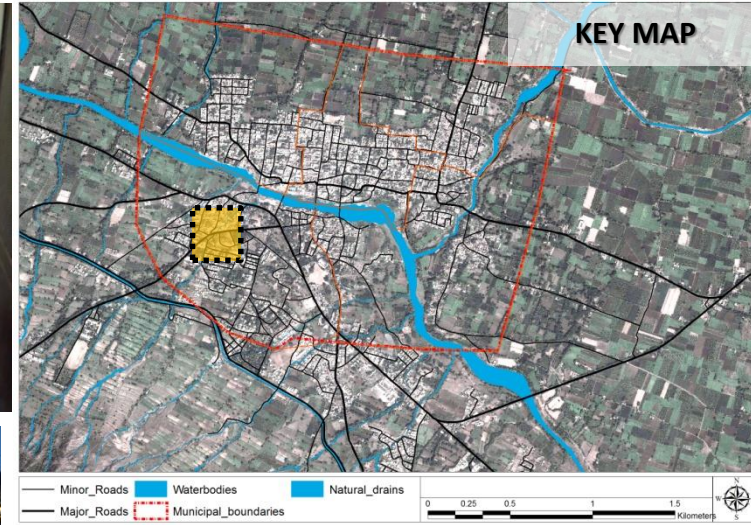 KEY MAP
Minor_Roads Waterbodies Natural_drains
Major_Roads Municipal_boundaries
0 0.25 0.5 1 1.5
Kilometers
N